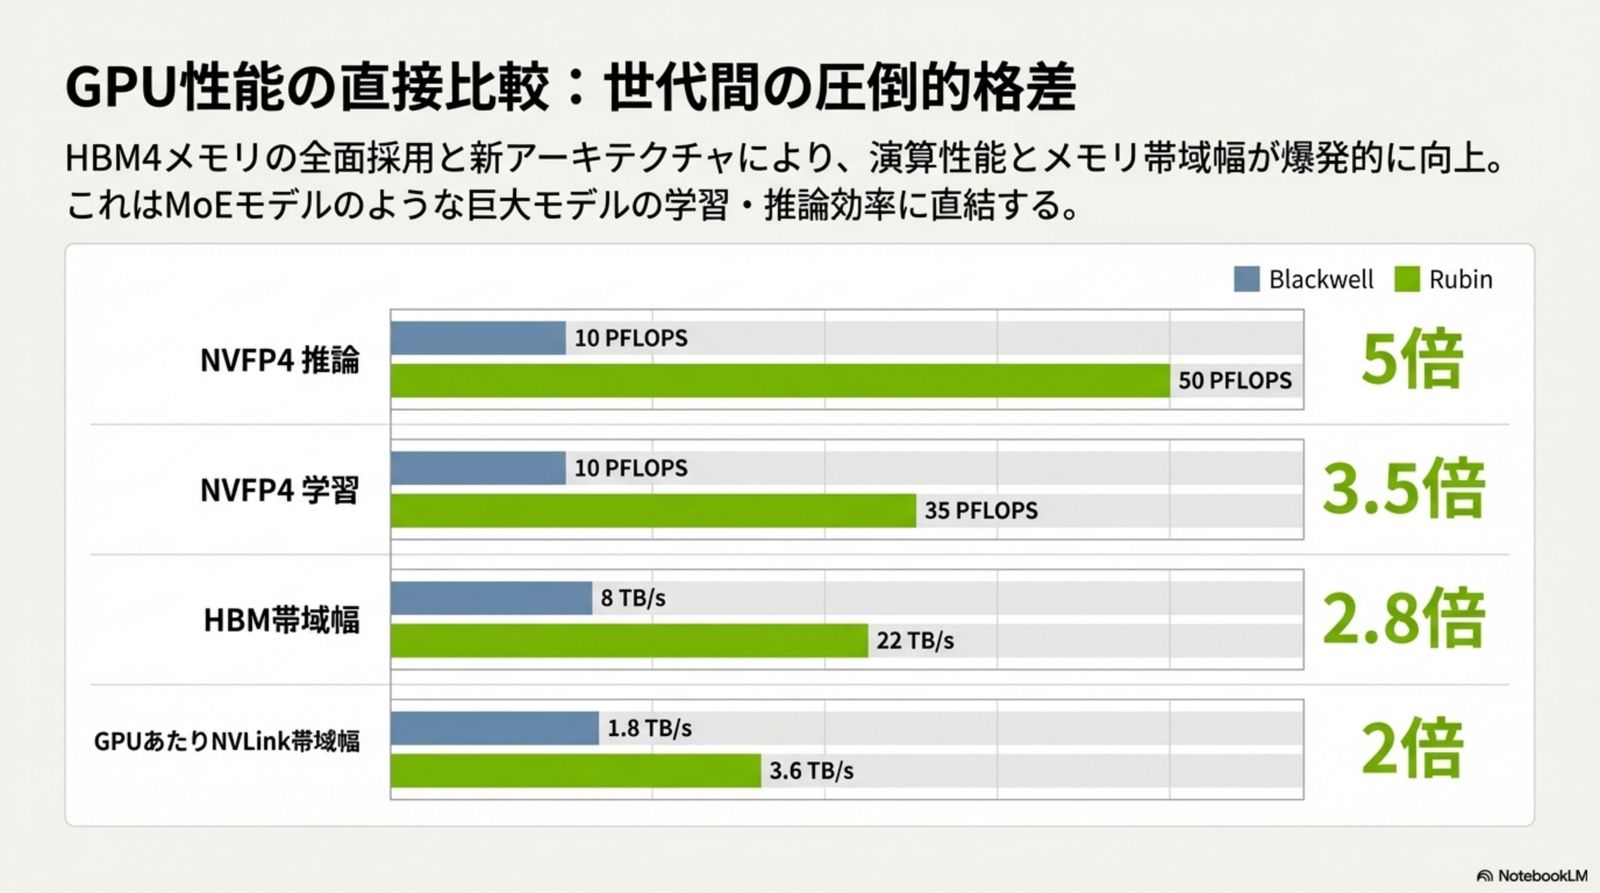 GPU性能の直接比較：世代間の圧倒的格差
HBM4メモリの全面採用と新アーキテクチャにより、演算性能とメモリ帯域幅が爆発的に向上。
これはMoEモデルのような巨大モデルの学習・推論効率に直結する。
Blackwell Rubin
NVFP4 推論
10 PFLOPS
50 PFLOPS
5倍
NVFP4 学習
10 PFLOPS
35 PFLOPS
3.5倍
HBM帯域幅
8 TB/s
22 TB/s
2.8倍
GPUあたりNVLink帯域幅
1.8 TB/s
3.6 TB/s
2倍
NotebookLM